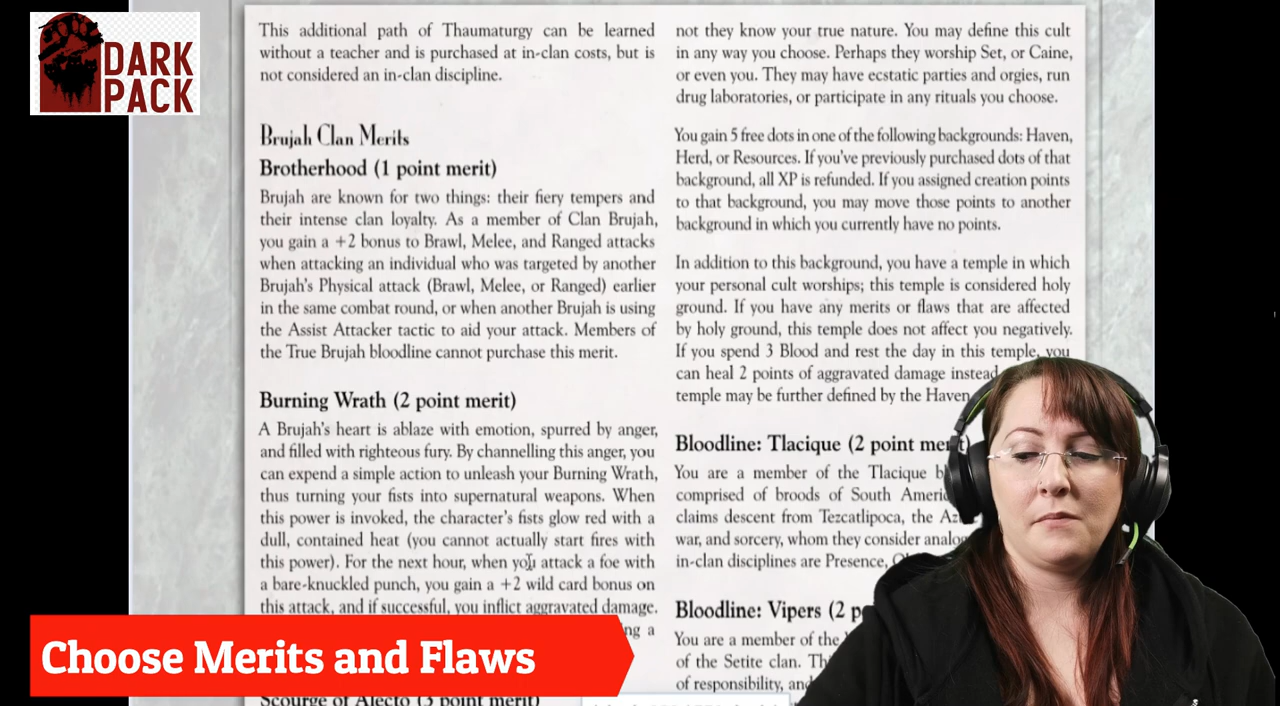 DARK
PACK
This additional path of Thaumaturgy can be learned
without a teacher and is purchased at in-clan costs, but is
not considered an in-clan discipline.
Brujah Clan Merits
Brotherhood (1 point merit)
Brujah are known for two things: their fiery tempers and
their intense clan loyalty. As a member of Clan Brujah,
you gain a +2 bonus to Brawl, Melee, and Ranged attacks
when attacking an individual who was targeted by another
Brujah's Physical attack (Brawl, Melee, or Ranged) earlier
in the same combat round, or when another Brujah is using
the Assist Attacker tactic to aid your attack. Members of
the True Brujah bloodline cannot purchase this merit.
Burning Wrath (2 point merit)
A Brujah's heart is ablaze with emotion, spurred by anger,
and filled with righteous fury. By channelling this anger, you
can expend a simple action to unleash your Burning Wrath,
thus turning your fists into supernatural weapons. When
this power is invoked, the character's fists glow red with a
dull, contained heat (you cannot actually start fires with
this power). For the next hour, when you attack a foe with
a bare-knuckled punch, you gain a +2 wild card bonus on
this attack, and if successful, you inflict aggravated damage.
ng a
Scourge of Alecto (3 point merit)
not they know your true nature. You may define this cult
in any way you choose. Perhaps they worship Set, or Caine,
or even you. They may have ecstatic parties and orgies, run
drug laboratories, or participate in any rituals you choose.
You gain 5 free dots in one of the following backgrounds: Haven,
Herd, or Resources. If you've previously purchased dots of that
background, all XP is refunded. If you assigned creation points
to that background, you may move those points to another
background in which you currently have no points.
In addition to this background, you have a temple in which
your personal cult worships; this temple is considered holy
ground. If you have any merits or flaws that are affected
by holy ground, this temple does not affect you negatively.
If you spend 3 Blood and rest the day in this temple, you
can heal 2 points of aggravated damage instead
temple may be further defined by the Haven
Bloodline: Tlacique (2 point merit)
You are a member of the Tlacique b
comprised of broods of South Americ
claims descent from Tezcatlipoca, the Az
war, and sorcery, whom they consider analog
in-clan disciplines are Presence,
Bloodline: Vipers (2 p
You are a member of the
of the Setite clan. Th
of responsibility, and
Choose Merits and Flaws